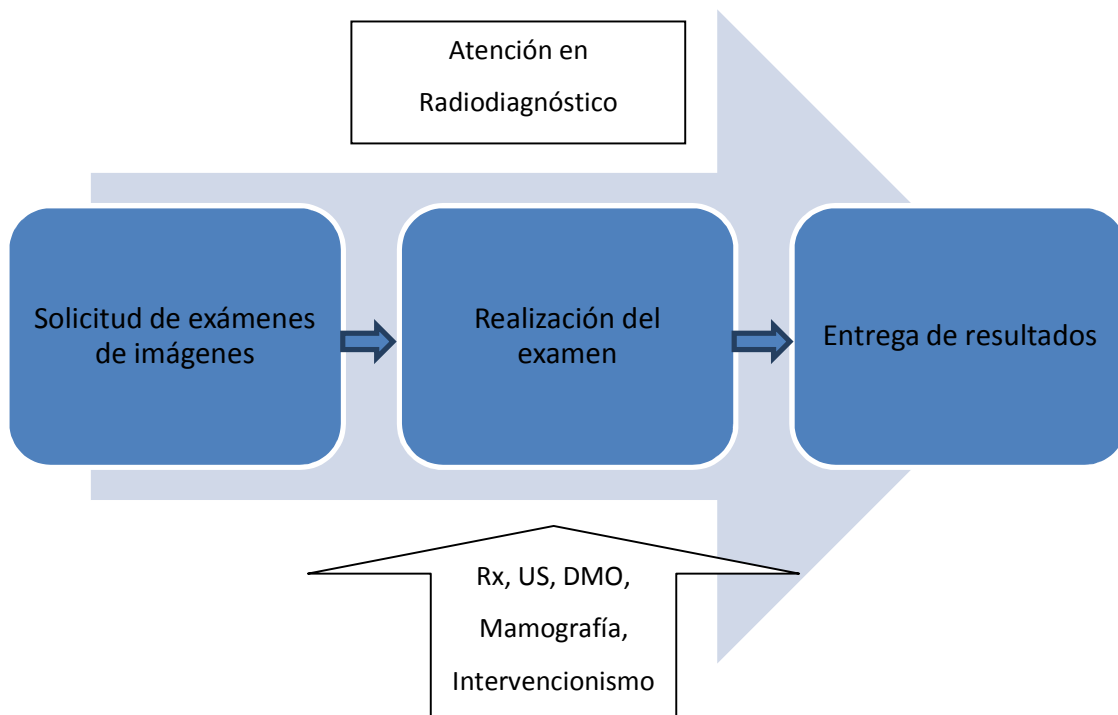 Atención en
Radiodiagnóstico
Solicitud de exámenes
de imágenes
Realización del
examen
Entrega de resultados
Rx, US, DMO,
Mamografía,
Intervencionismo